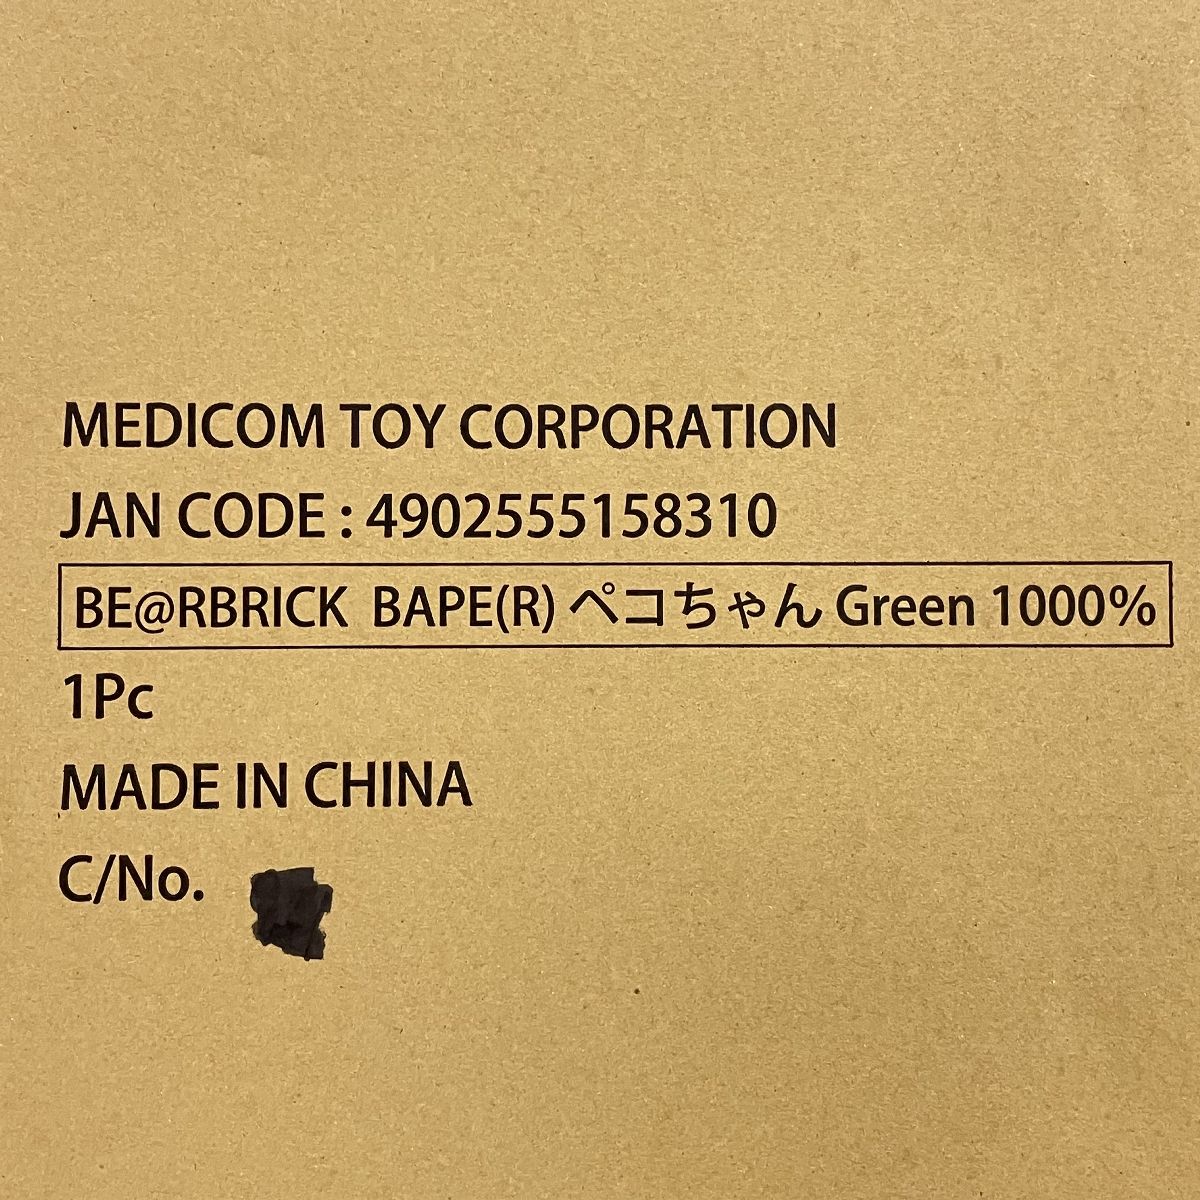 MEDICOM TOY CORPORATION
JAN CODE : 4902555158310
BE@RBRICK BAPE(R) ペコちゃん Green 1000%
1Pc
MADE IN CHINA
C/No.